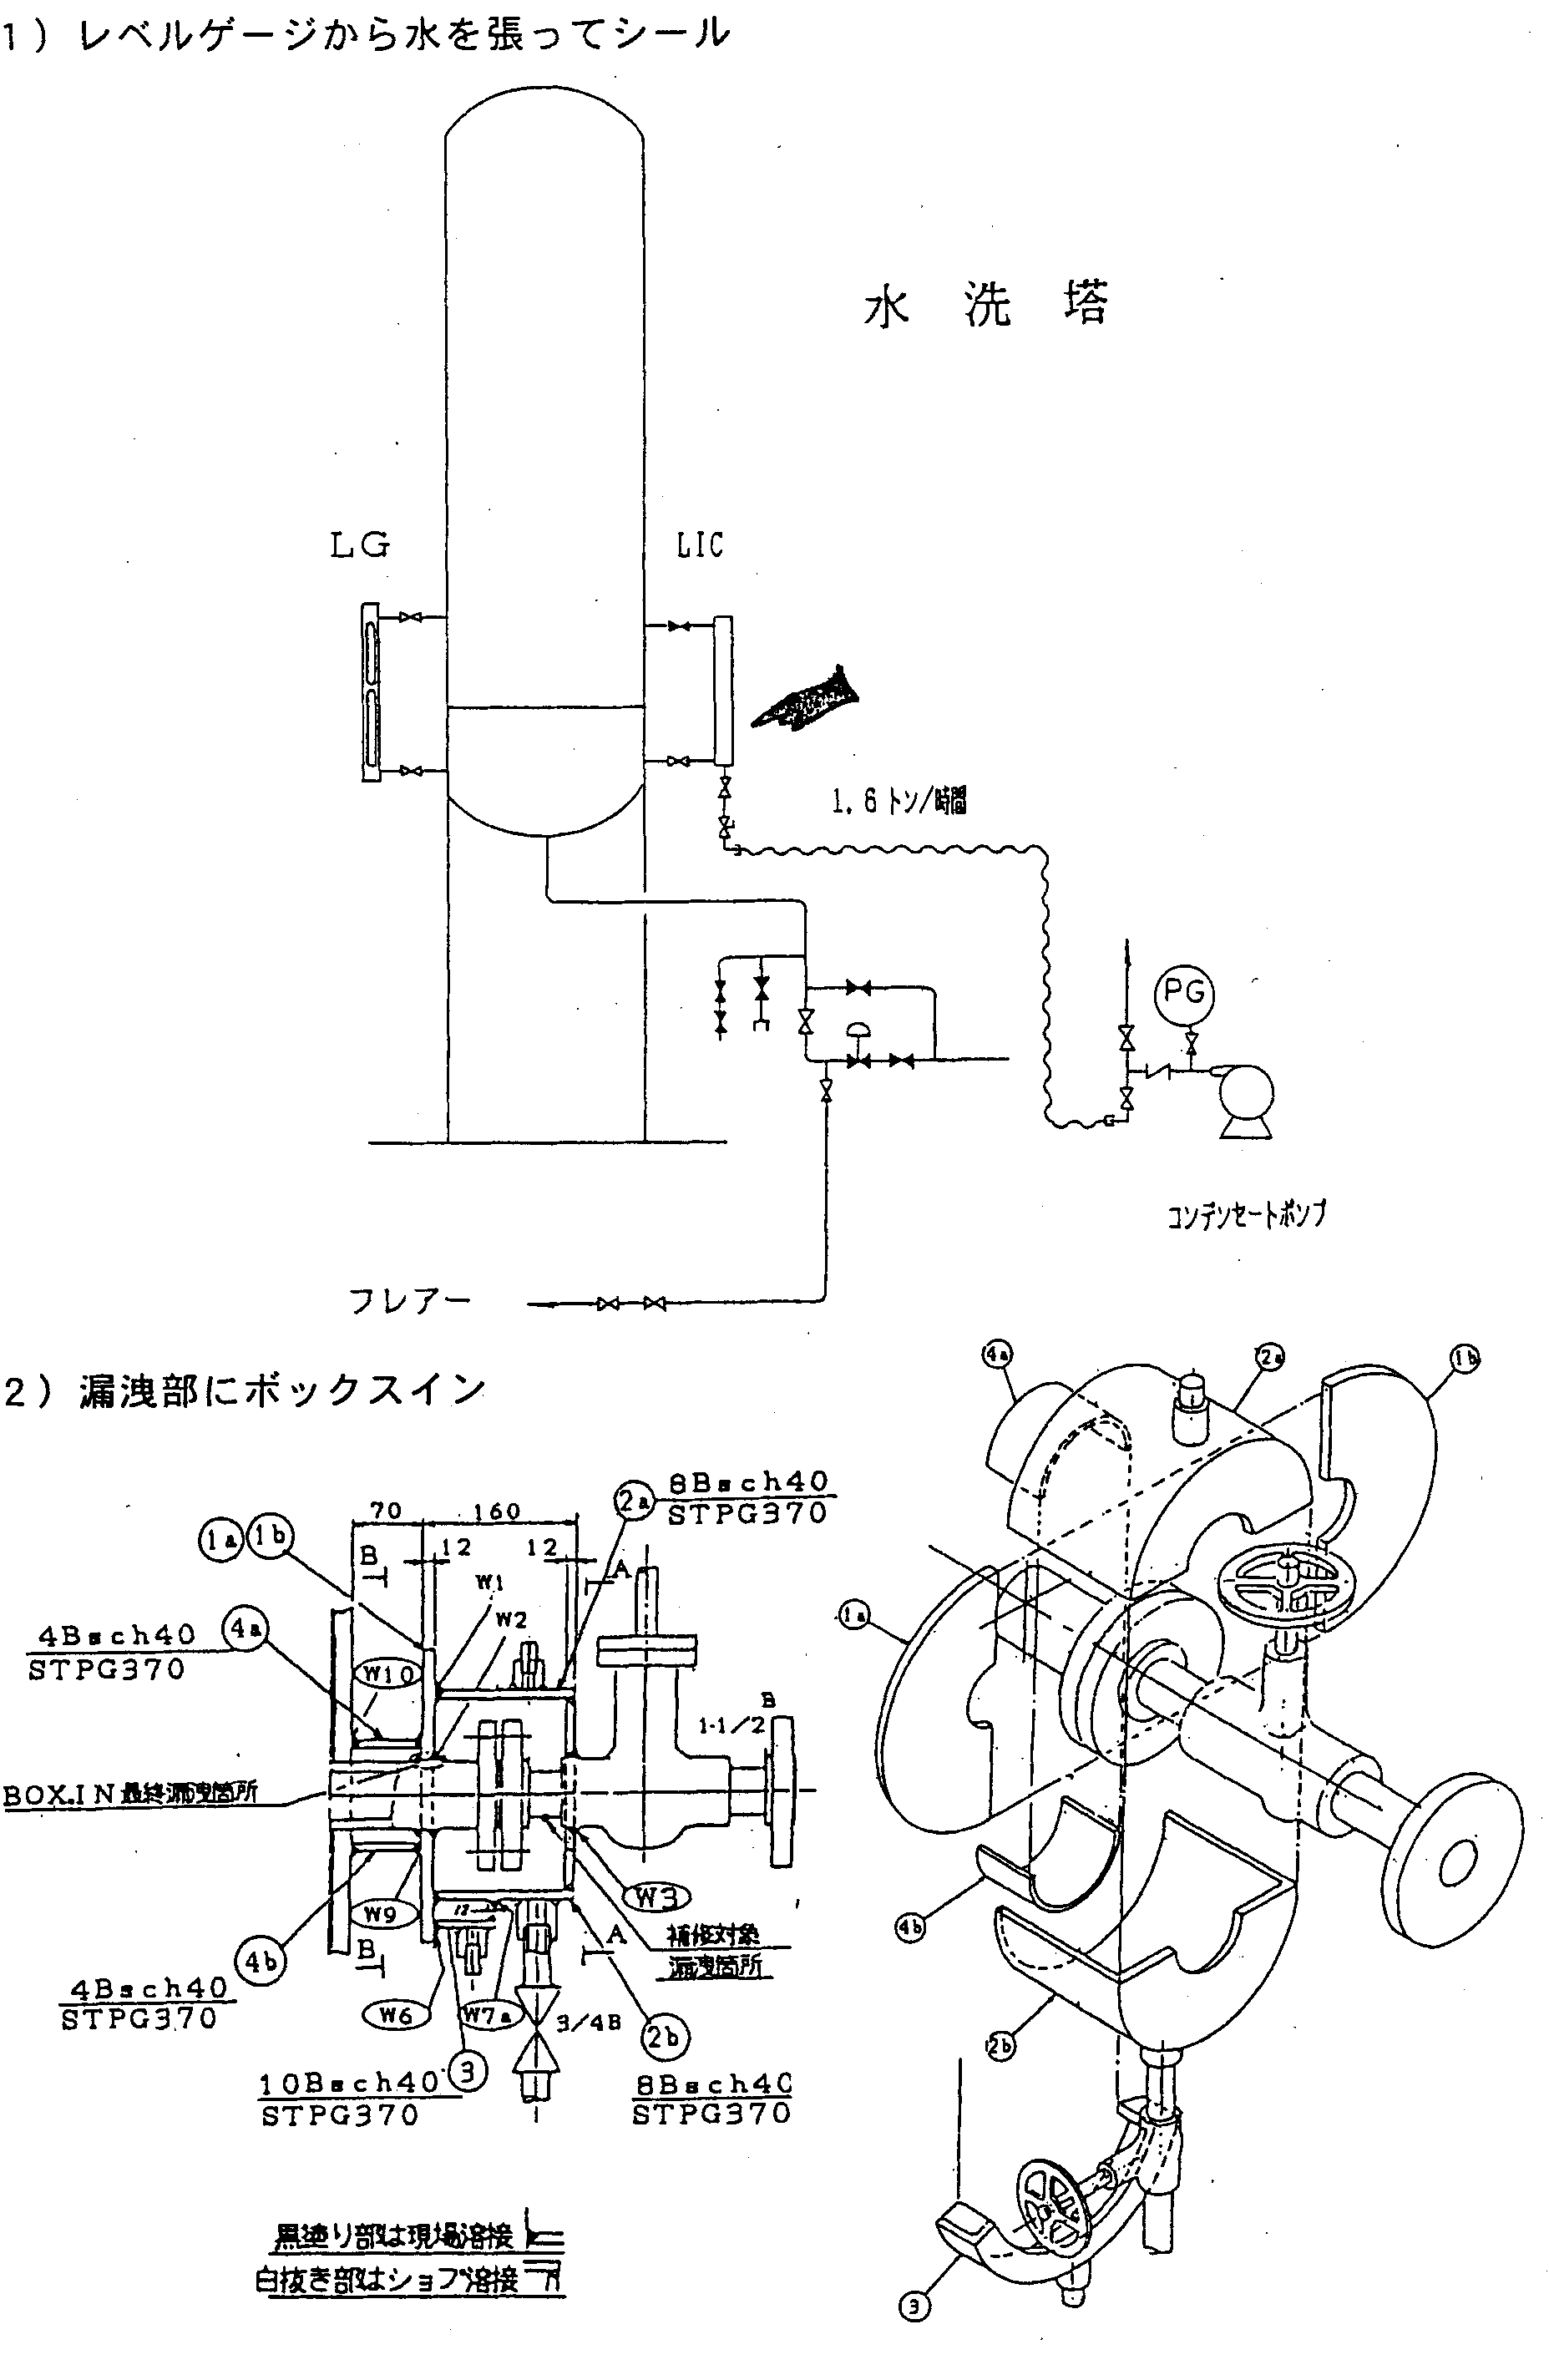 1）レベルゲージから水を張ってシール
水 洗 塔
LG
LIC
1.6トン/時間
PG
コンデンセートポンプ
フレアー
2）漏洩部にボックスイン
4a
2a
1b
1a
4b
2b
3
70
160
2a
8Bsch40
STPG370
1a
1b
B
12
12
A
W1
W2
4Bsch40
4a
STPG370
W10
B
1-1/2
BOX.IN最終漏洩箇所
W9
W3
B
A
補修対象
漏洩箇所
4b
4Bsch40
STPG370
12
W6
W7a
3/4B
2b
3
10Bsch40
STPG370
8Bsch40
STPG370
黒塗り部は現場溶接
白抜き部はショプ溶接